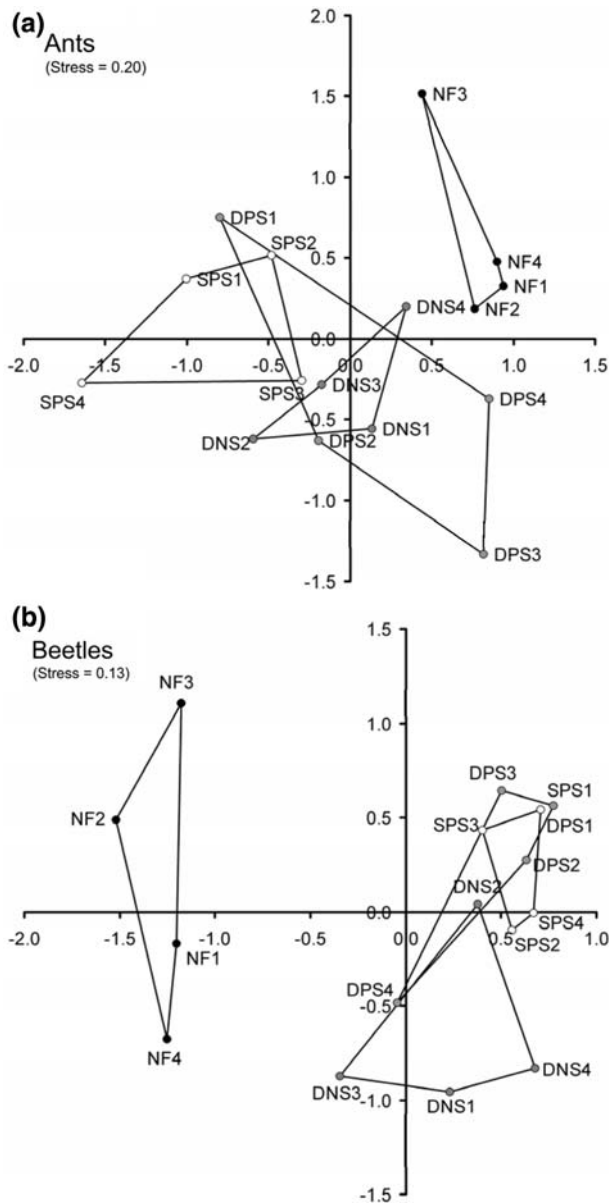 (a)
Ants
(Stress = 0.20)
2.0
NF3
1.5
1.0
DPS1
SPS2
0.5
NF4
SPS1
NF1
DNS4
NF2
0.0
-2.0 -1.5 -1.0 -0.5 0.0 0.5 1.0 1.5
SPS4
SPS3
DNS3
DPS4
-0.5
DNS2
DPS2
DNS1
-1.0
DPS3
-1.5
(b)
Beetles
(Stress = 0.13)
1.5
NF3
1.0
DPS3
SPS1
NF2
0.5
SPS3
DPS1
DPS2
DNS2
0.0
-2.0 -1.5 -1.0 -0.5 0.0 0.5 1.0
NF1
SPS4
SPS2
DPS4
-0.5
NF4
DNS3
DNS1
DNS4
-1.0
-1.5